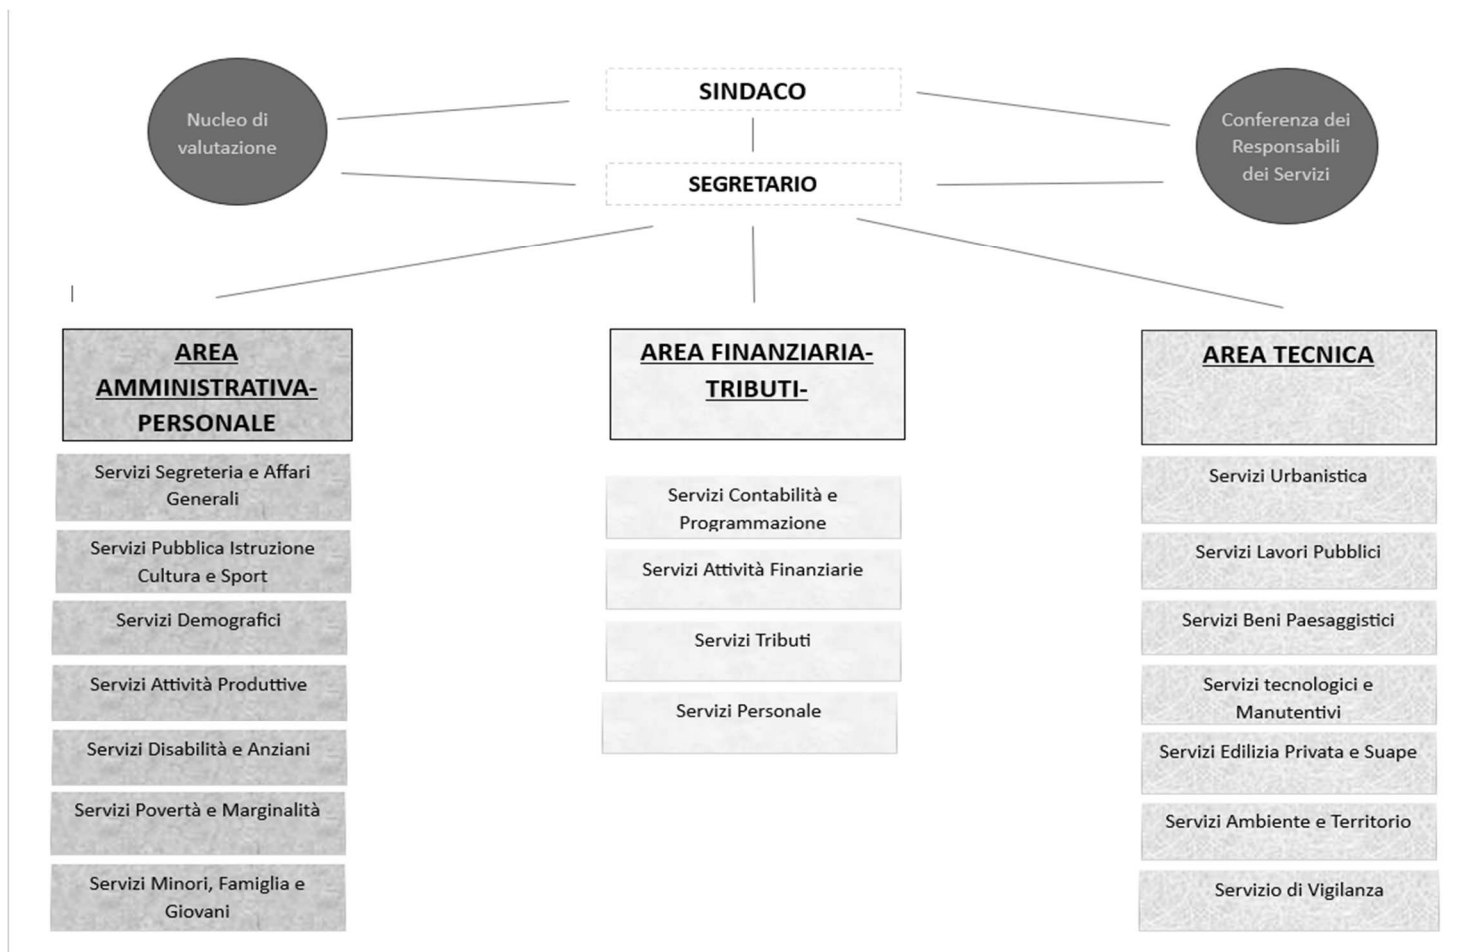 SINDACO
Nucleo di
valutazione
Conferenza dei
Responsabili
dei Servizi
SEGRETARIO
AREA
AMMINISTRATIVA-
PERSONALE
Servizi Segreteria e Affari
Generali
Servizi Pubblica Istruzione
Cultura e Sport
Servizi Demografici
Servizi Attività Produttive
Servizi Disabilità e Anziani
Servizi Povertà e Marginalità
Servizi Minori, Famiglia e
Giovani
AREA FINANZIARIA-
TRIBUTI-
Servizi Contabilità e
Programmazione
Servizi Attività Finanziarie
Servizi Tributi
Servizi Personale
AREA TECNICA
Servizi Urbanistica
Servizi Lavori Pubblici
Servizi Beni Paesaggistici
Servizi tecnologici e
Manutentivi
Servizi Edilizia Privata e Suape
Servizi Ambiente e Territorio
Servizio di Vigilanza